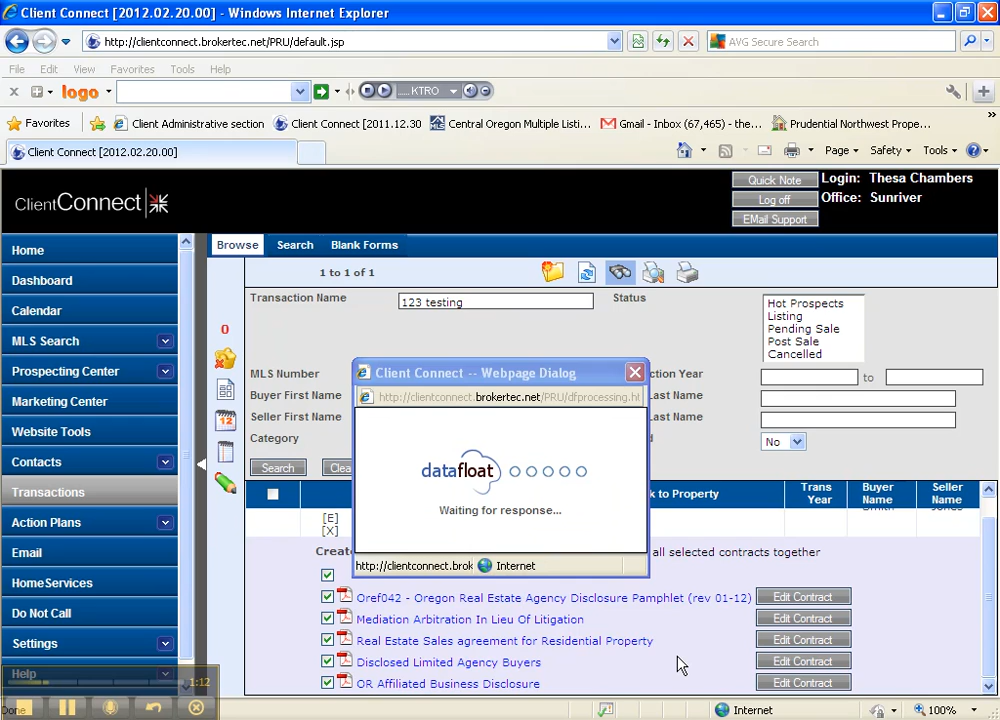 Client Connect [2012.02.20.00] - Windows Internet Explorer
http://clientconnect.brokertec.net/PRU/default.jsp
AVG Secure Search
File Edit View Favorites Tools Help
logo
.....KTRO
Favorites
Client Administrative section
Client Connect [2011.12.30
Central Oregon Multiple Listi...
Gmail - Inbox (67,465) - the...
Prudential Northwest Prope...
Client Connect [2012.02.20.00]
Page
Safety
Tools
ClientConnect
Quick Note
Log off
EMail Support
Login: Thesa Chambers
Office: Sunriver
Home
Dashboard
Calendar
MLS Search
Prospecting Center
Marketing Center
Website Tools
Contacts
Transactions
Action Plans
Email
HomeServices
Do Not Call
Settings
Help
Browse Search Blank Forms
1 to 1 of 1
0
12
Transaction Name
123 testing
Status
Hot Prospects
Listing
Pending Sale
Post Sale
Cancelled
MLS Number
ction Year
to
Buyer First Name
Last Name
Seller First Name
Last Name
Category
No
Search
Clea
k to Property
Trans Year
Buyer Name
Seller Name
[E]
[X]
Create
all selected contracts together
Oref042 - Oregon Real Estate Agency Disclosure Pamphlet (rev 01-12)
Edit Contract
Mediation Arbitration In Lieu Of Litigation
Edit Contract
Real Estate Sales agreement for Residential Property
Edit Contract
Disclosed Limited Agency Buyers
Edit Contract
OR Affiliated Business Disclosure
Edit Contract
Client Connect -- Webpage Dialog
http://clientconnect.brokertec.net/PRU/dfprocessing.ht
datafloat
Waiting for response...
http://clientconnect.brok
Internet
1:12
Done
Internet
100%